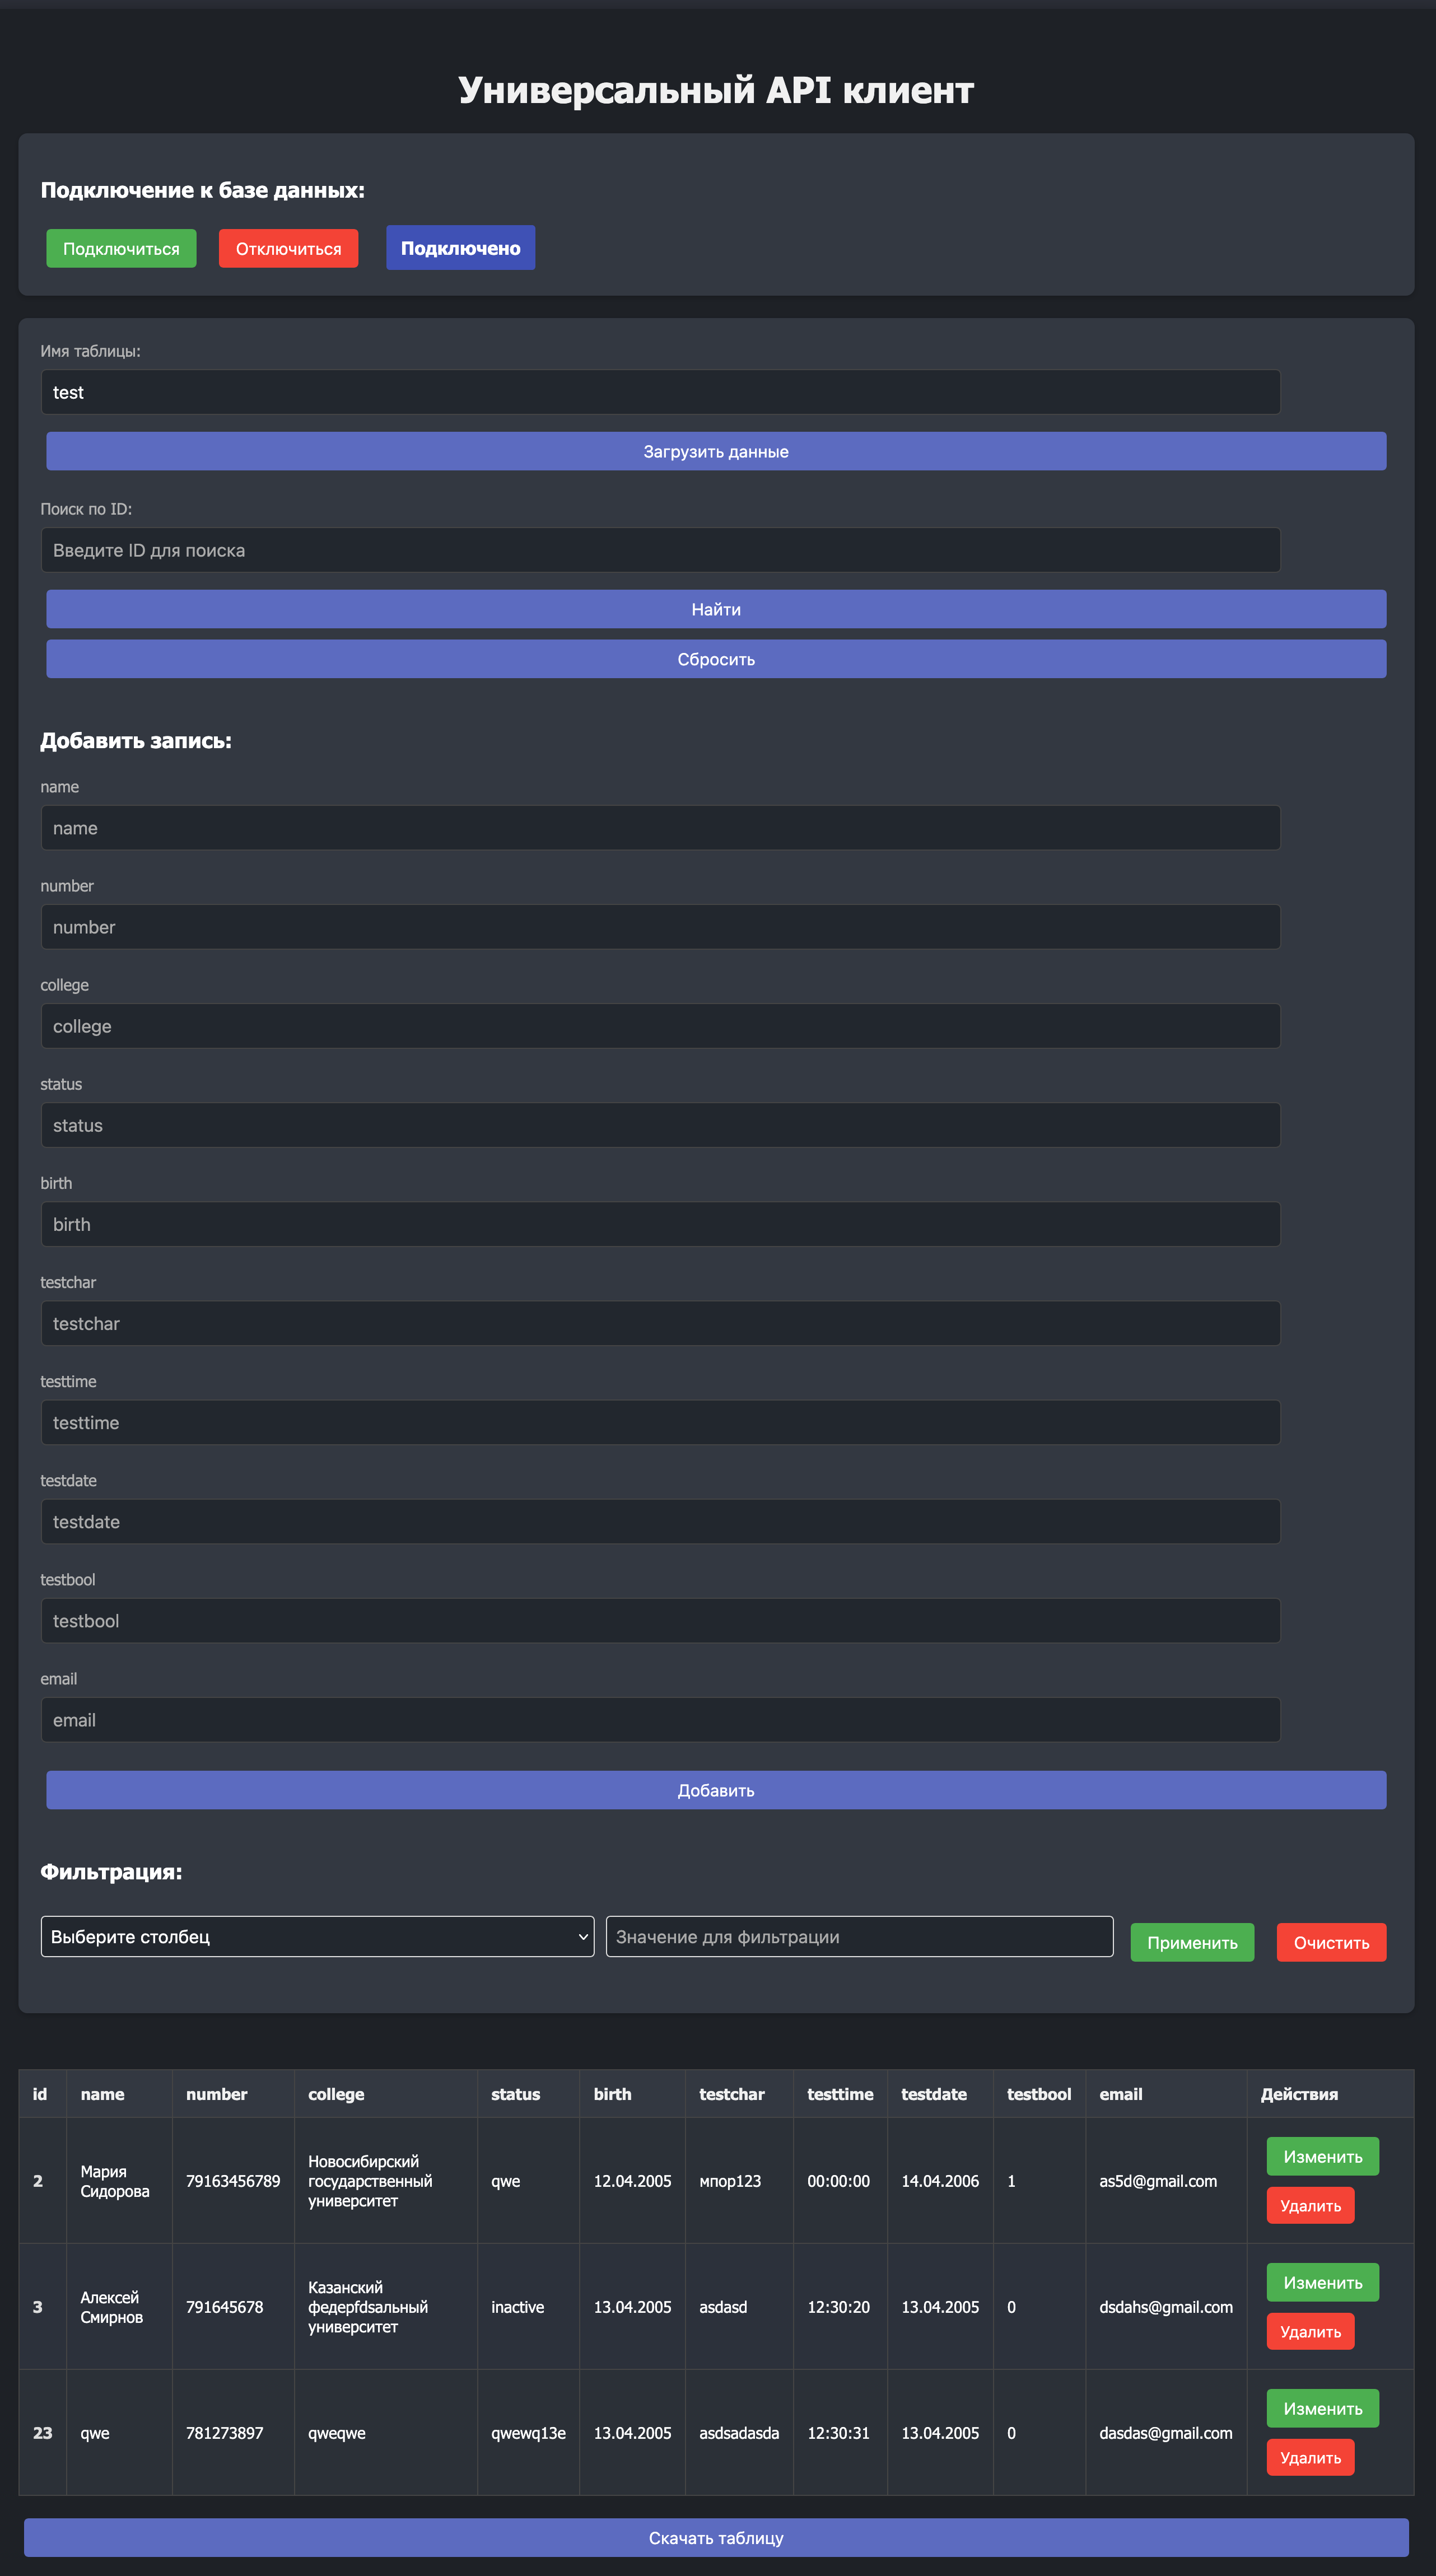 Универсальный API клиент
Подключение к базе данных:
Подключиться Отключиться Подключено
Имя таблицы:
test
Загрузить данные
Поиск по ID:
Введите ID для поиска
Найти
Сбросить
Добавить запись:
name
name
number
number
college
college
status
status
birth
birth
testchar
testchar
testtime
testtime
testdate
testdate
testbool
testbool
email
email
Добавить
Фильтрация:
Выберите столбец Значение для фильтрации Применить Очистить
id name number college status birth testchar testtime testdate testbool email Действия
2 Мария Сидорова 79163456789 Новосибирский государственный университет qwe 12.04.2005 мпор123 00:00:00 14.04.2006 1 as5d@gmail.com Изменить Удалить
3 Алексей Смирнов 791645678 Казанский федерfdsальный университет inactive 13.04.2005 asdasd 12:30:20 13.04.2005 0 dsdahs@gmail.com Изменить Удалить
23 qwe 781273897 qweqwe qwewq13e 13.04.2005 asdsadasda 12:30:31 13.04.2005 0 dasdas@gmail.com Изменить Удалить
Скачать таблицу